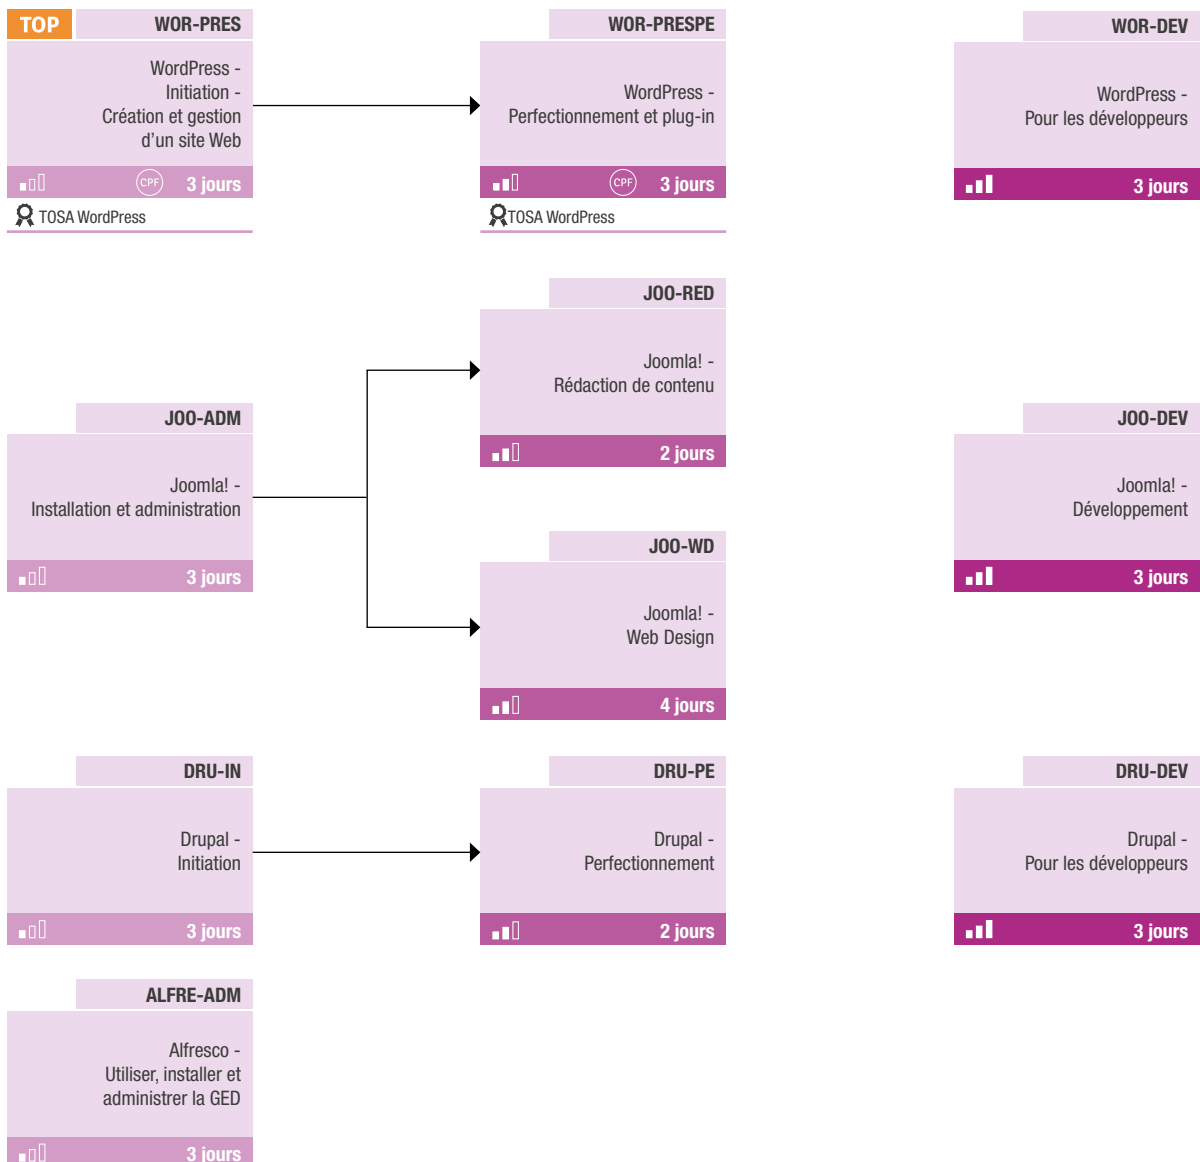 TOP
WOR-PRES
WordPress -
Initiation -
Création et gestion
d'un site Web
CPF
3 jours
TOSA WordPress
WOR-PRESPE
WordPress -
Perfectionnement et plug-in
CPF
3 jours
TOSA WordPress
WOR-DEV
WordPress -
Pour les développeurs
3 jours
JOO-ADM
Joomla! -
Installation et administration
3 jours
JOO-RED
Joomla! -
Rédaction de contenu
2 jours
JOO-WD
Joomla! -
Web Design
4 jours
JOO-DEV
Joomla! -
Développement
3 jours
DRU-IN
Drupal -
Initiation
3 jours
DRU-PE
Drupal -
Perfectionnement
2 jours
DRU-DEV
Drupal -
Pour les développeurs
3 jours
ALFRE-ADM
Alfresco -
Utiliser, installer et
administrer la GED
3 jours